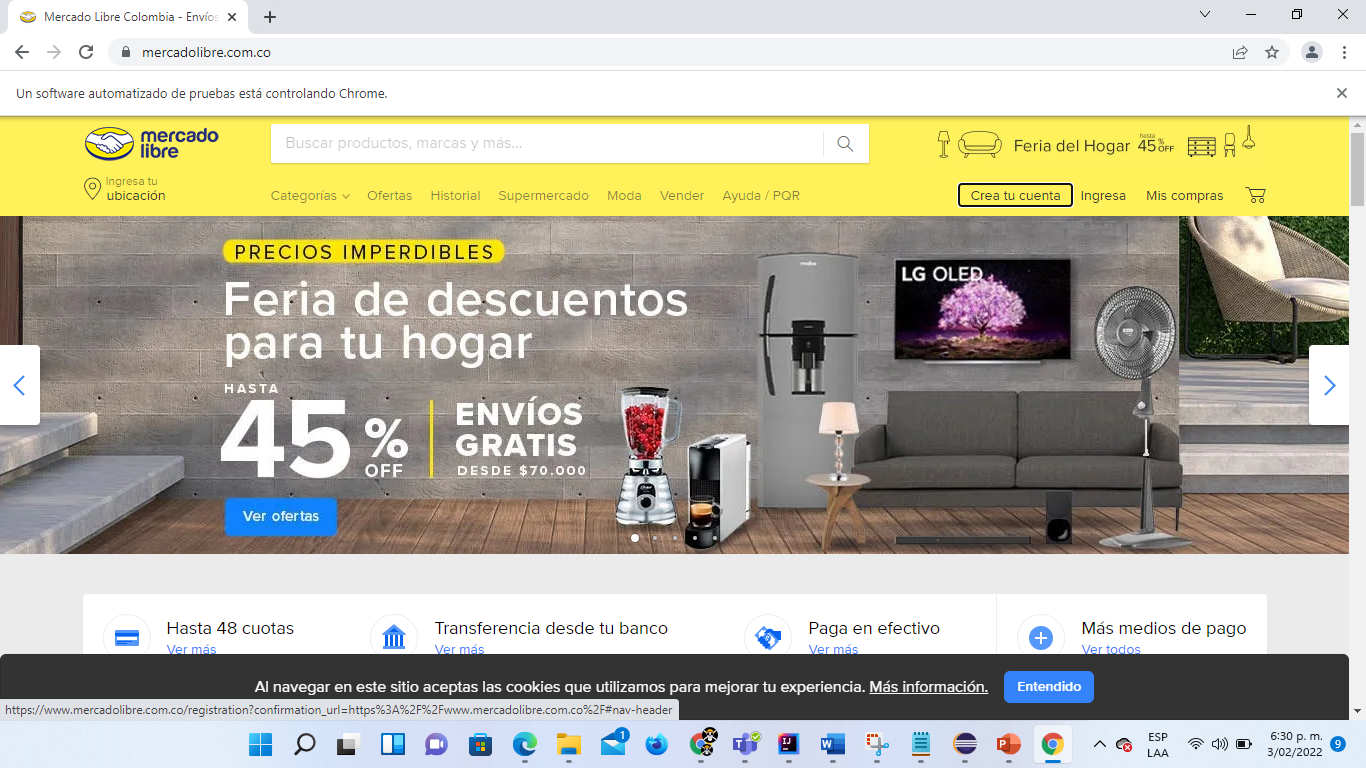 Mercado Libre Colombia - Envíos
mercadolibre.com.co
Un software automatizado de pruebas está controlando Chrome.
mercado
libre
Buscar productos, marcas y más...
Feria del Hogar hasta 45% OFF
Ingresa tu
ubicación
Categorías Ofertas Historial Supermercado Moda Vender Ayuda / PQR
Crea tu cuenta Ingresa Mis compras
PRECIOS IMPERDIBLES
Feria de descuentos
para tu hogar
HASTA
45% OFF
ENVÍOS
GRATIS
DESDE $70.000
LG OLED
Ver ofertas
Hasta 48 cuotas
Ver más
Transferencia desde tu banco
Ver más
Paga en efectivo
Ver más
Más medios de pago
Ver todos
Al navegar en este sitio aceptas las cookies que utilizamos para mejorar tu experiencia. Más información.
Entendido
https://www.mercadolibre.com.co/registration?confirmation_url=https%3A%2F%2Fwww.mercadolibre.com.co%2F#nav-header
1
ESP
LAA
6:30 p. m.
3/02/2022
9